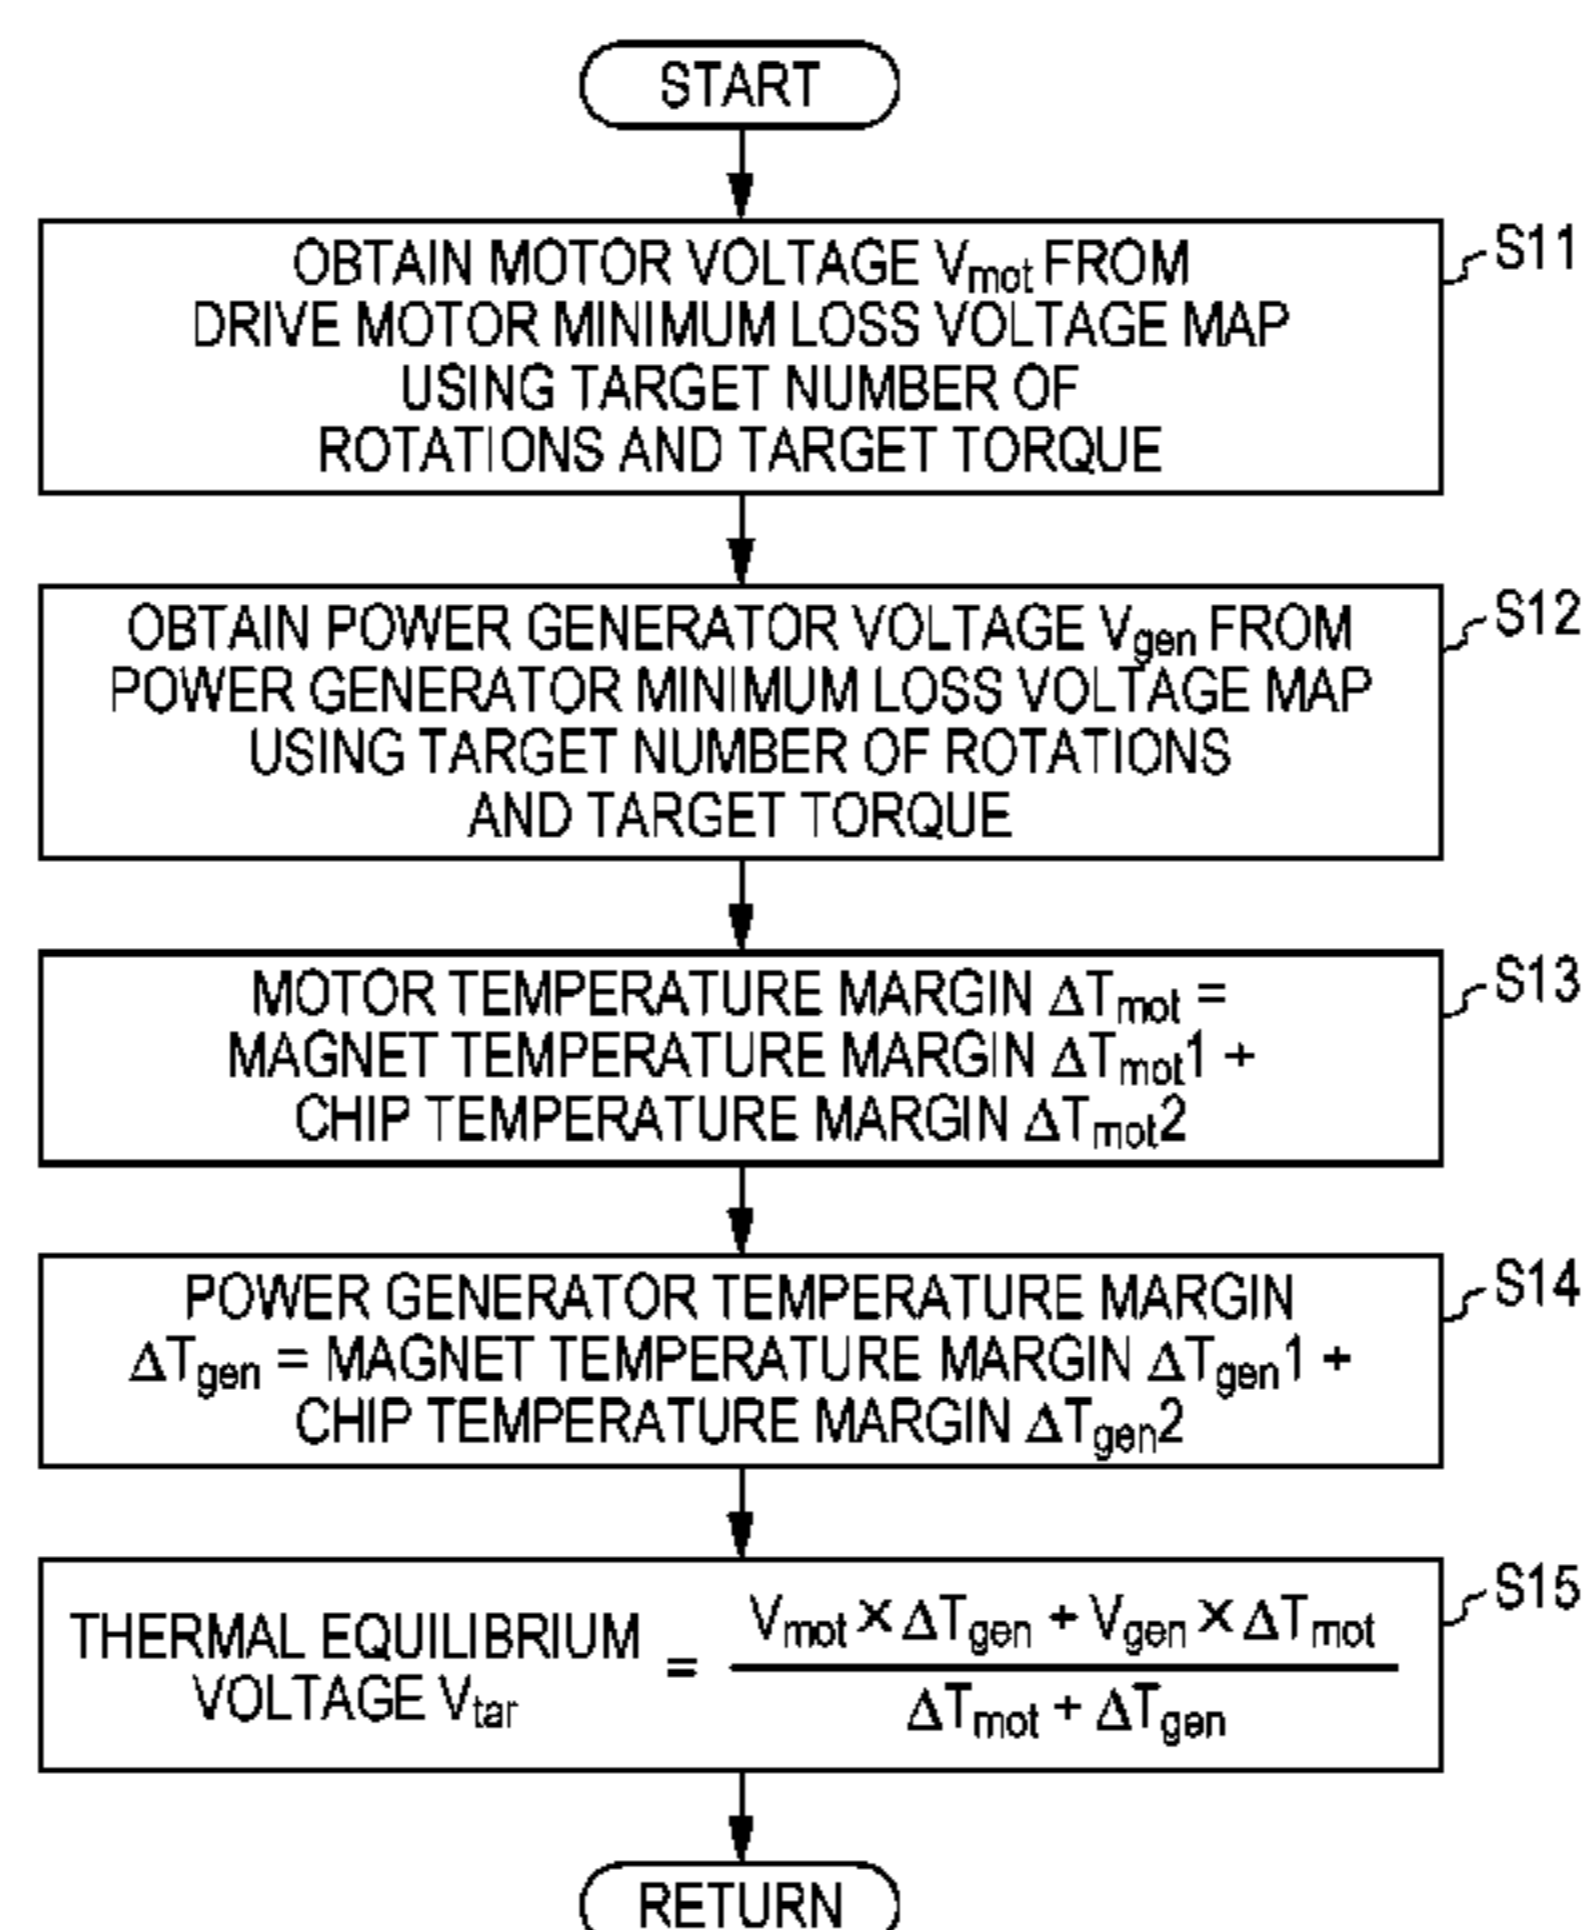 START
S11
OBTAIN MOTOR VOLTAGE Vmot FROM
DRIVE MOTOR MINIMUM LOSS VOLTAGE MAP
USING TARGET NUMBER OF
ROTATIONS AND TARGET TORQUE
S12
OBTAIN POWER GENERATOR VOLTAGE Vgen FROM
POWER GENERATOR MINIMUM LOSS VOLTAGE MAP
USING TARGET NUMBER OF ROTATIONS
AND TARGET TORQUE
S13
MOTOR TEMPERATURE MARGIN ΔTmot =
MAGNET TEMPERATURE MARGIN ΔTmot1 +
CHIP TEMPERATURE MARGIN ΔTmot2
S14
POWER GENERATOR TEMPERATURE MARGIN
ΔTgen = MAGNET TEMPERATURE MARGIN ΔTgen1 +
CHIP TEMPERATURE MARGIN ΔTgen2
S15
THERMAL EQUILIBRIUM
VOLTAGE Vtar
=
Vmot × ΔTgen + Vgen × ΔTmot
ΔTmot + ΔTgen
RETURN